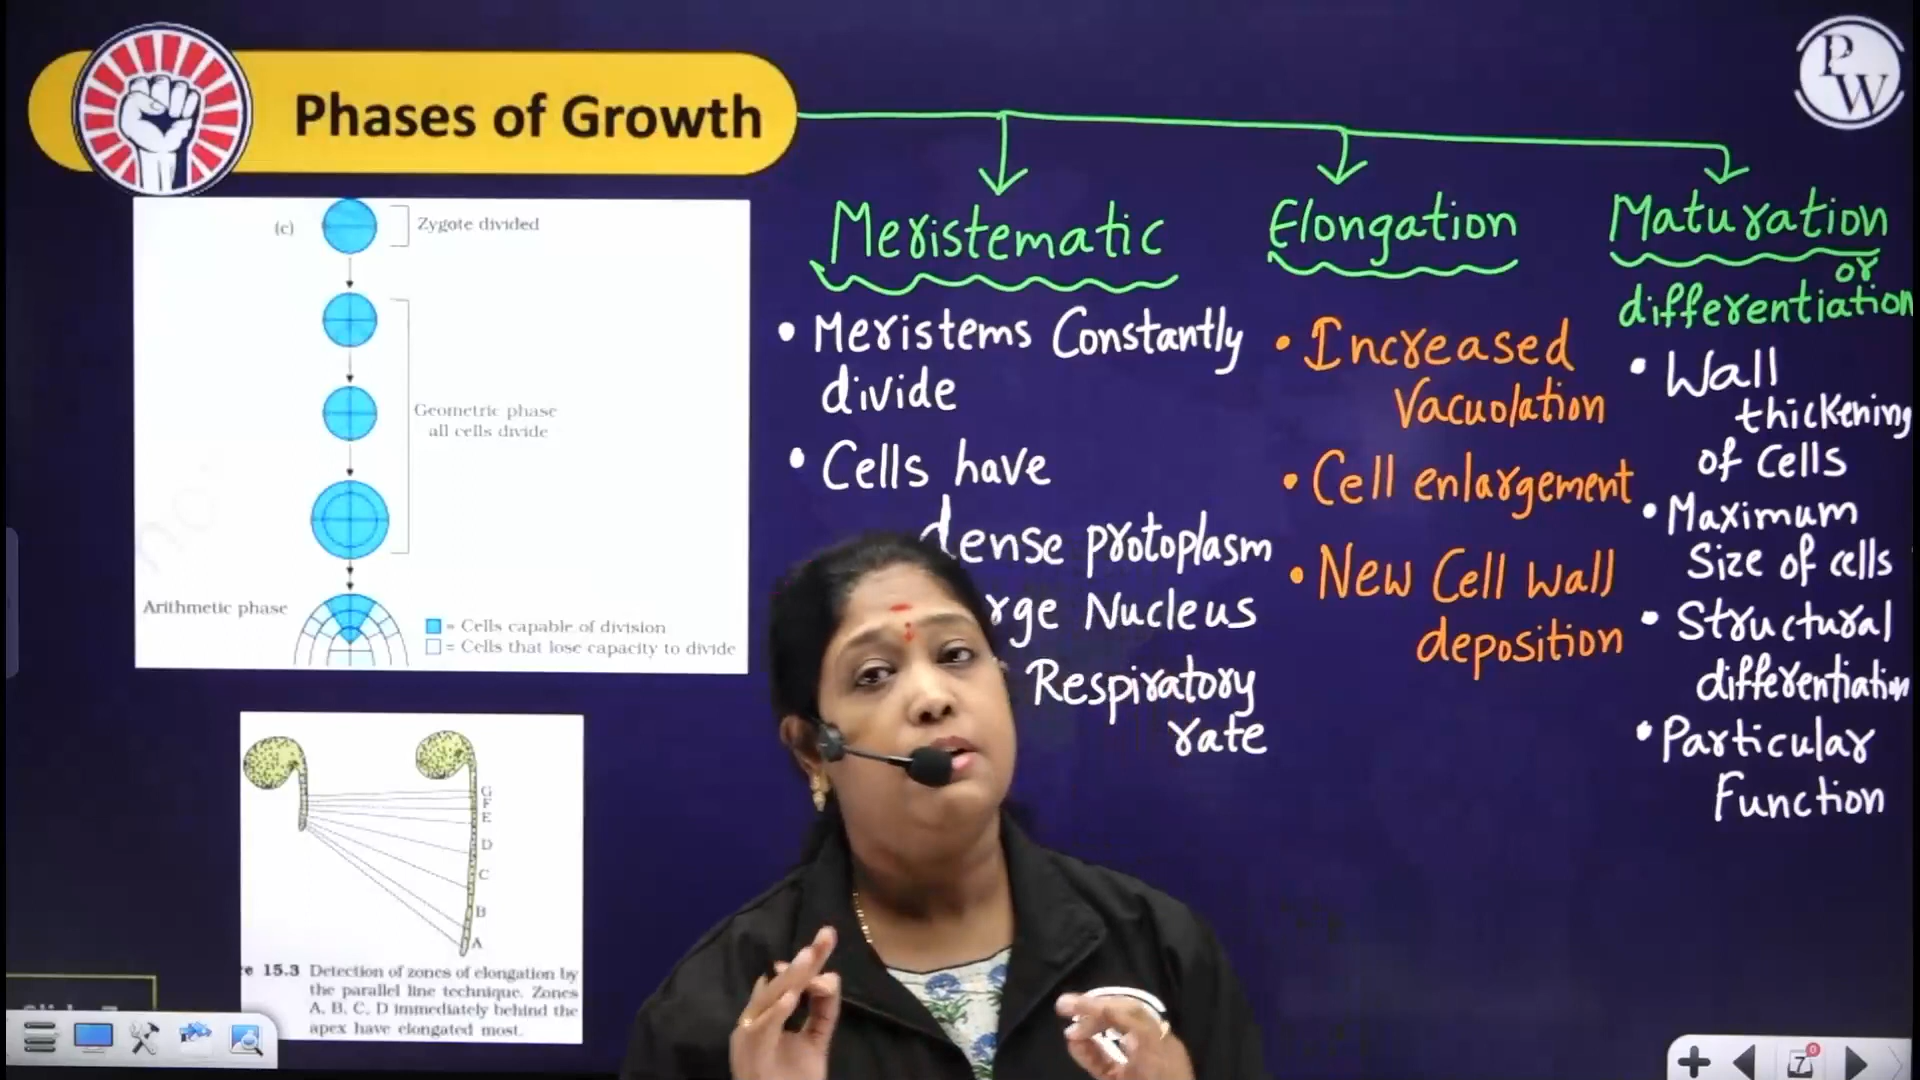 Phases of Growth
PW
(c)
Zygote divided
Geometric phase
all cells divide
Arithmetic phase
= Cells capable of division
= Cells that lose capacity to divide
G
F
E
D
C
B
A
15.3 Detection of zones of elongation by
the parallel line technique. Zones
A, B, C, D immediately behind the
apex have elongated most.
Meristematic
• Meristems Constantly
divide
• Cells have
dense protoplasm
Nucleus
Respiratory
rate
Elongation
• Increased
Vacuolation
• Cell enlargement
• New Cell wall
deposition
Maturation
or
differentiation
• Wall
thickening
of cells
• Maximum
Size of cells
• Structural
differentiation
• Particular
Function
7
0